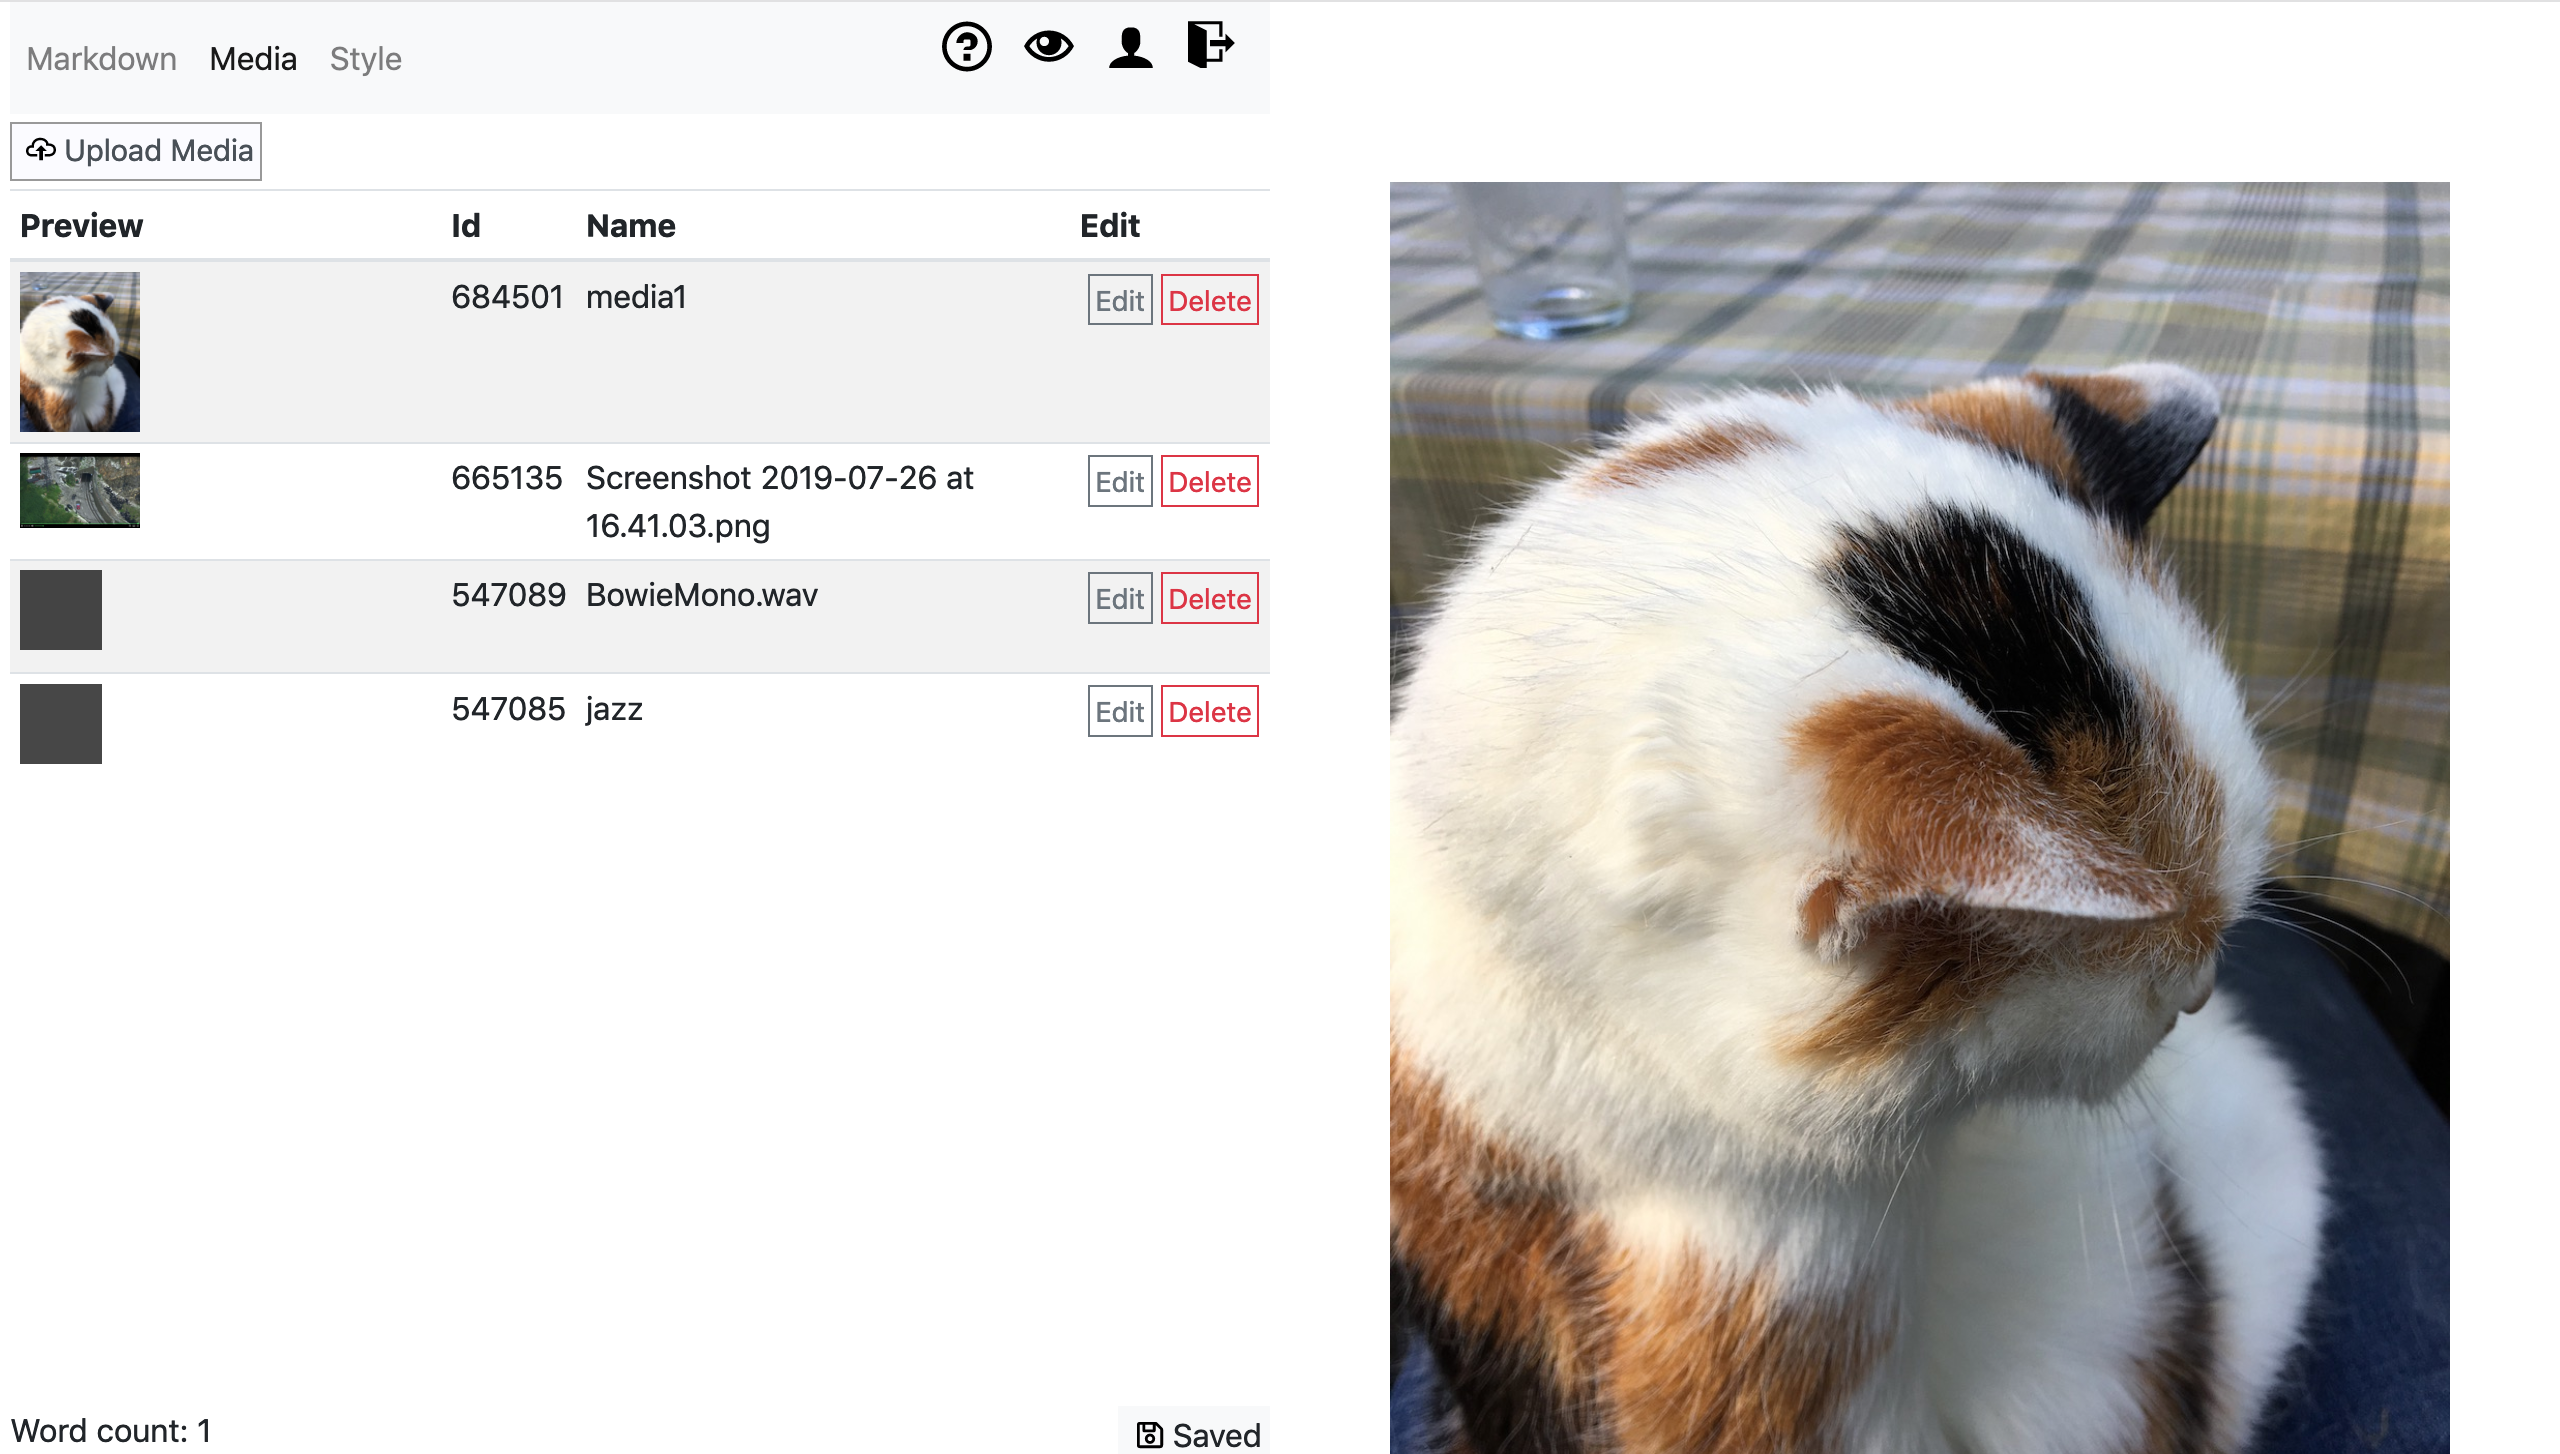 Markdown Media Style
Upload Media
Preview Id Name Edit
684501 media1 Edit Delete
665135 Screenshot 2019-07-26 at Edit Delete
16.41.03.png
547089 BowieMono.wav Edit Delete
547085 jazz Edit Delete
Word count: 1 Saved